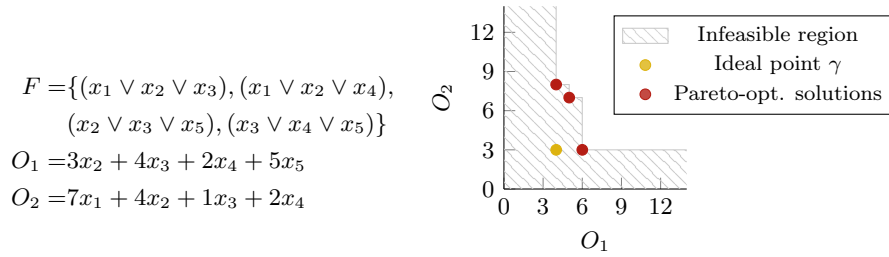 F ={(x₁ ∨ x₂ ∨ x₃), (x₁ ∨ x₂ ∨ x₄),
(x₂ ∨ x₃ ∨ x₅), (x₃ ∨ x₄ ∨ x₅)}
O₁ =3x₂ + 4x₃ + 2x₄ + 5x₅
O₂ =7x₁ + 4x₂ + 1x₃ + 2x₄
Infeasible region
Ideal point γ
Pareto-opt. solutions
O₂
12
9
6
3
0
0 3 6 9 12
O₁